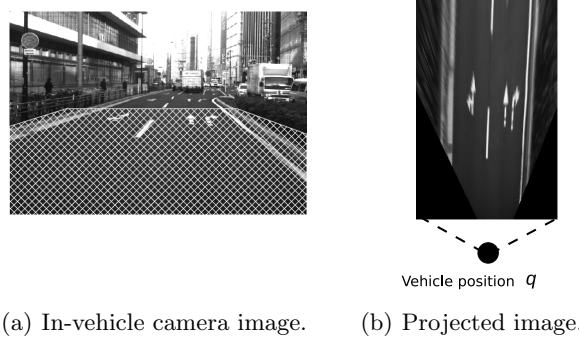 Vehicle position q
(a) In-vehicle camera image.
(b) Projected image.